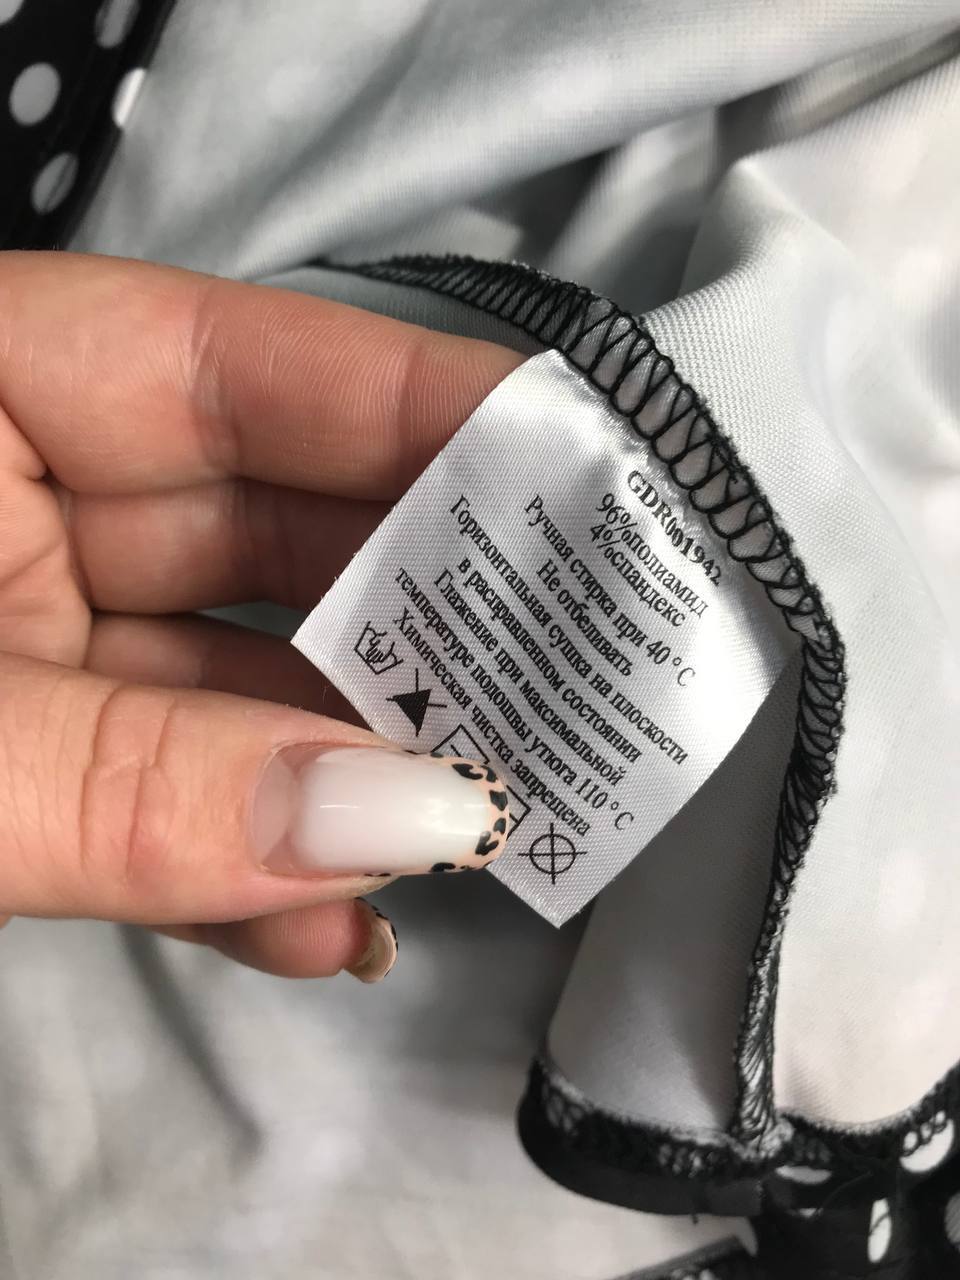 GDR001942
96%полиамид
4%спандекс
Ручная стирка при 40 °C
Не отбеливать
Горизонтальная сушка на плоскости
в расправленном состоянии
Глажение при максимальной
температуре подошвы утюга 110 °C
Химическая чистка запрещена